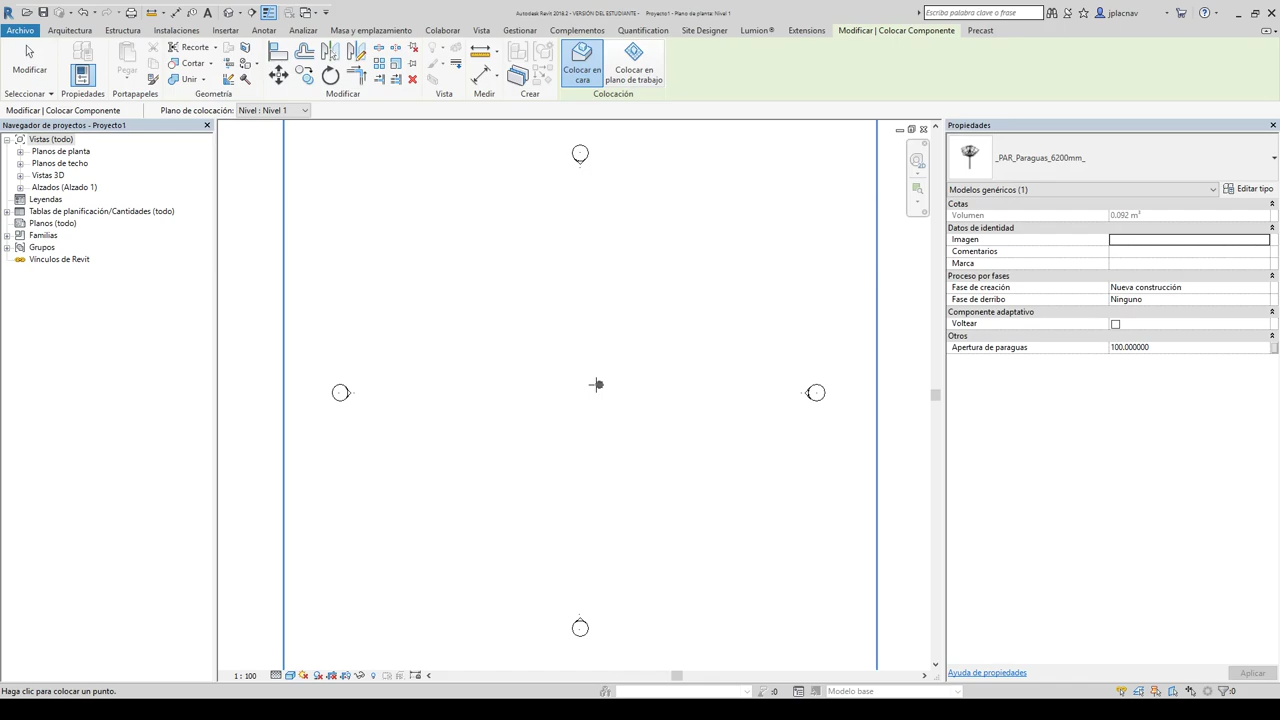 Autodesk Revit 2018.2 - VERSIÓN DEL ESTUDIANTE - Proyecto1 - Plano de planta: Nivel 1
Escriba palabra clave o frase
jplacnav
Archivo Arquitectura Estructura Instalaciones Insertar Anotar Analizar Masa y emplazamiento Colaborar Vista Gestionar Complementos Quantification Site Designer Lumion® Extensions Modificar | Colocar Componente Precast
Modificar
Pegar
Recorte
Cortar
Unir
Colocar en cara
Colocar en plano de trabajo
Seleccionar Propiedades Portapapeles Geometría Modificar Vista Medir Crear Colocación
Modificar | Colocar Componente Plano de colocación: Nivel : Nivel 1
Navegador de proyectos - Proyecto1
Vistas (todo)
Planos de planta
Planos de techo
Vistas 3D
Alzados (Alzado 1)
Leyendas
Tablas de planificación/Cantidades (todo)
Planos (todo)
Familias
Grupos
Vínculos de Revit
Propiedades
_PAR_Paraguas_6200mm_
Modelos genéricos (1) Editar tipo
Cotas
Volumen 0,092 m³
Datos de identidad
Imagen
Comentarios
Marca
Proceso por fases
Fase de creación Nueva construcción
Fase de derribo Ninguno
Componente adaptativo
Voltear
Otros
Apertura de paraguas 100.000000
Ayuda de propiedades Aplicar
1 : 100
Haga clic para colocar un punto. :0 Modelo base :0